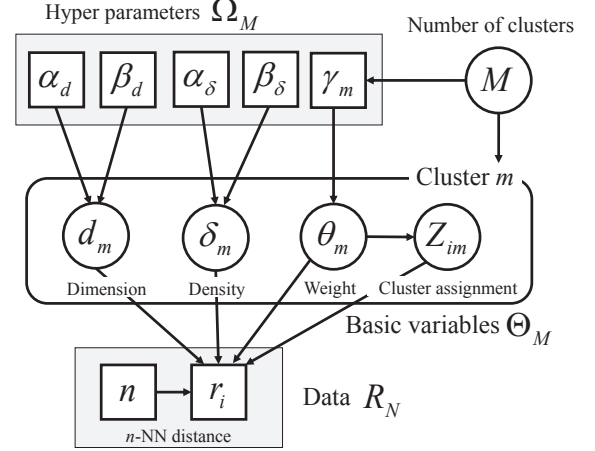 Hyper parameters Ω_M
Number of clusters
α_d β_d α_δ β_δ γ_m M
Cluster m
d_m δ_m θ_m Z_im
Dimension Density Weight Cluster assignment
Basic variables Θ_M
n r_i Data R_N
n-NN distance